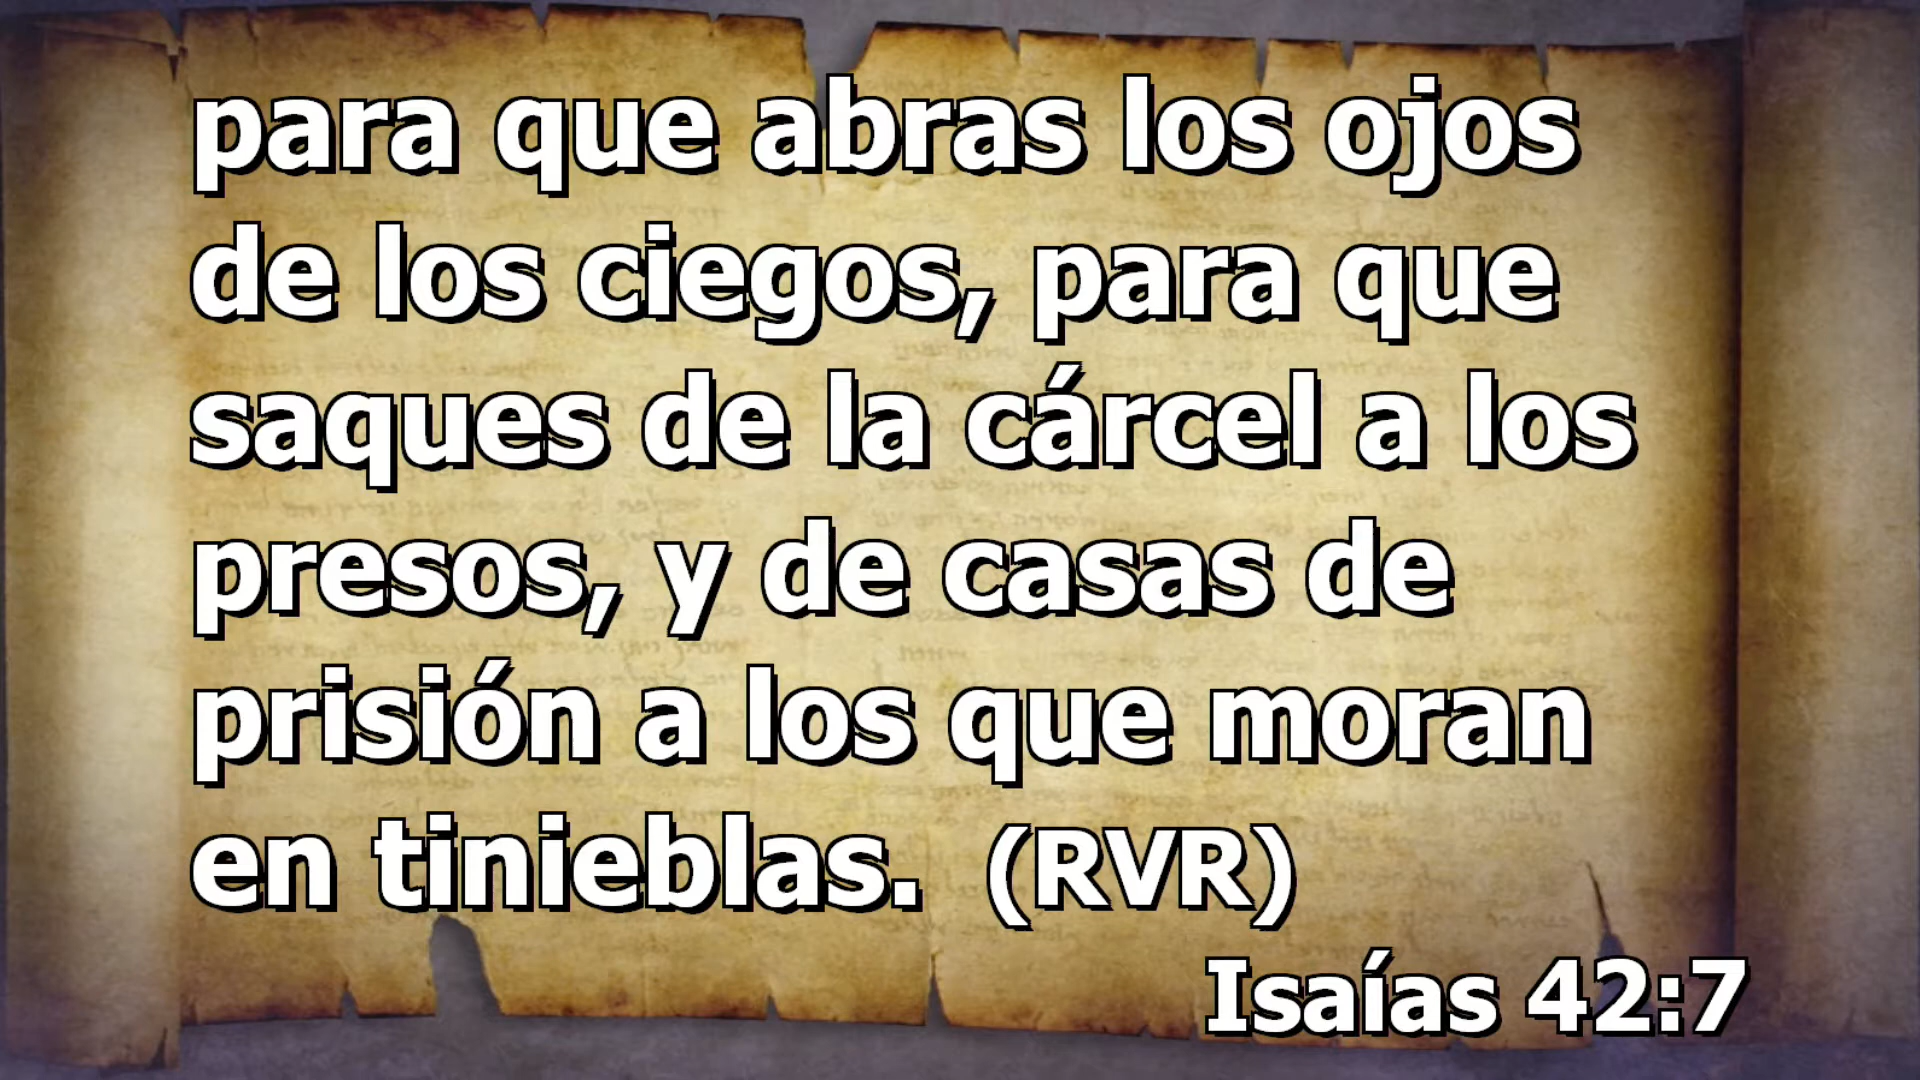 para que abras los ojos
de los ciegos, para que
saques de la cárcel a los
presos, y de casas de
prisión a los que moran
en tinieblas. (RVR)
Isaías 42:7